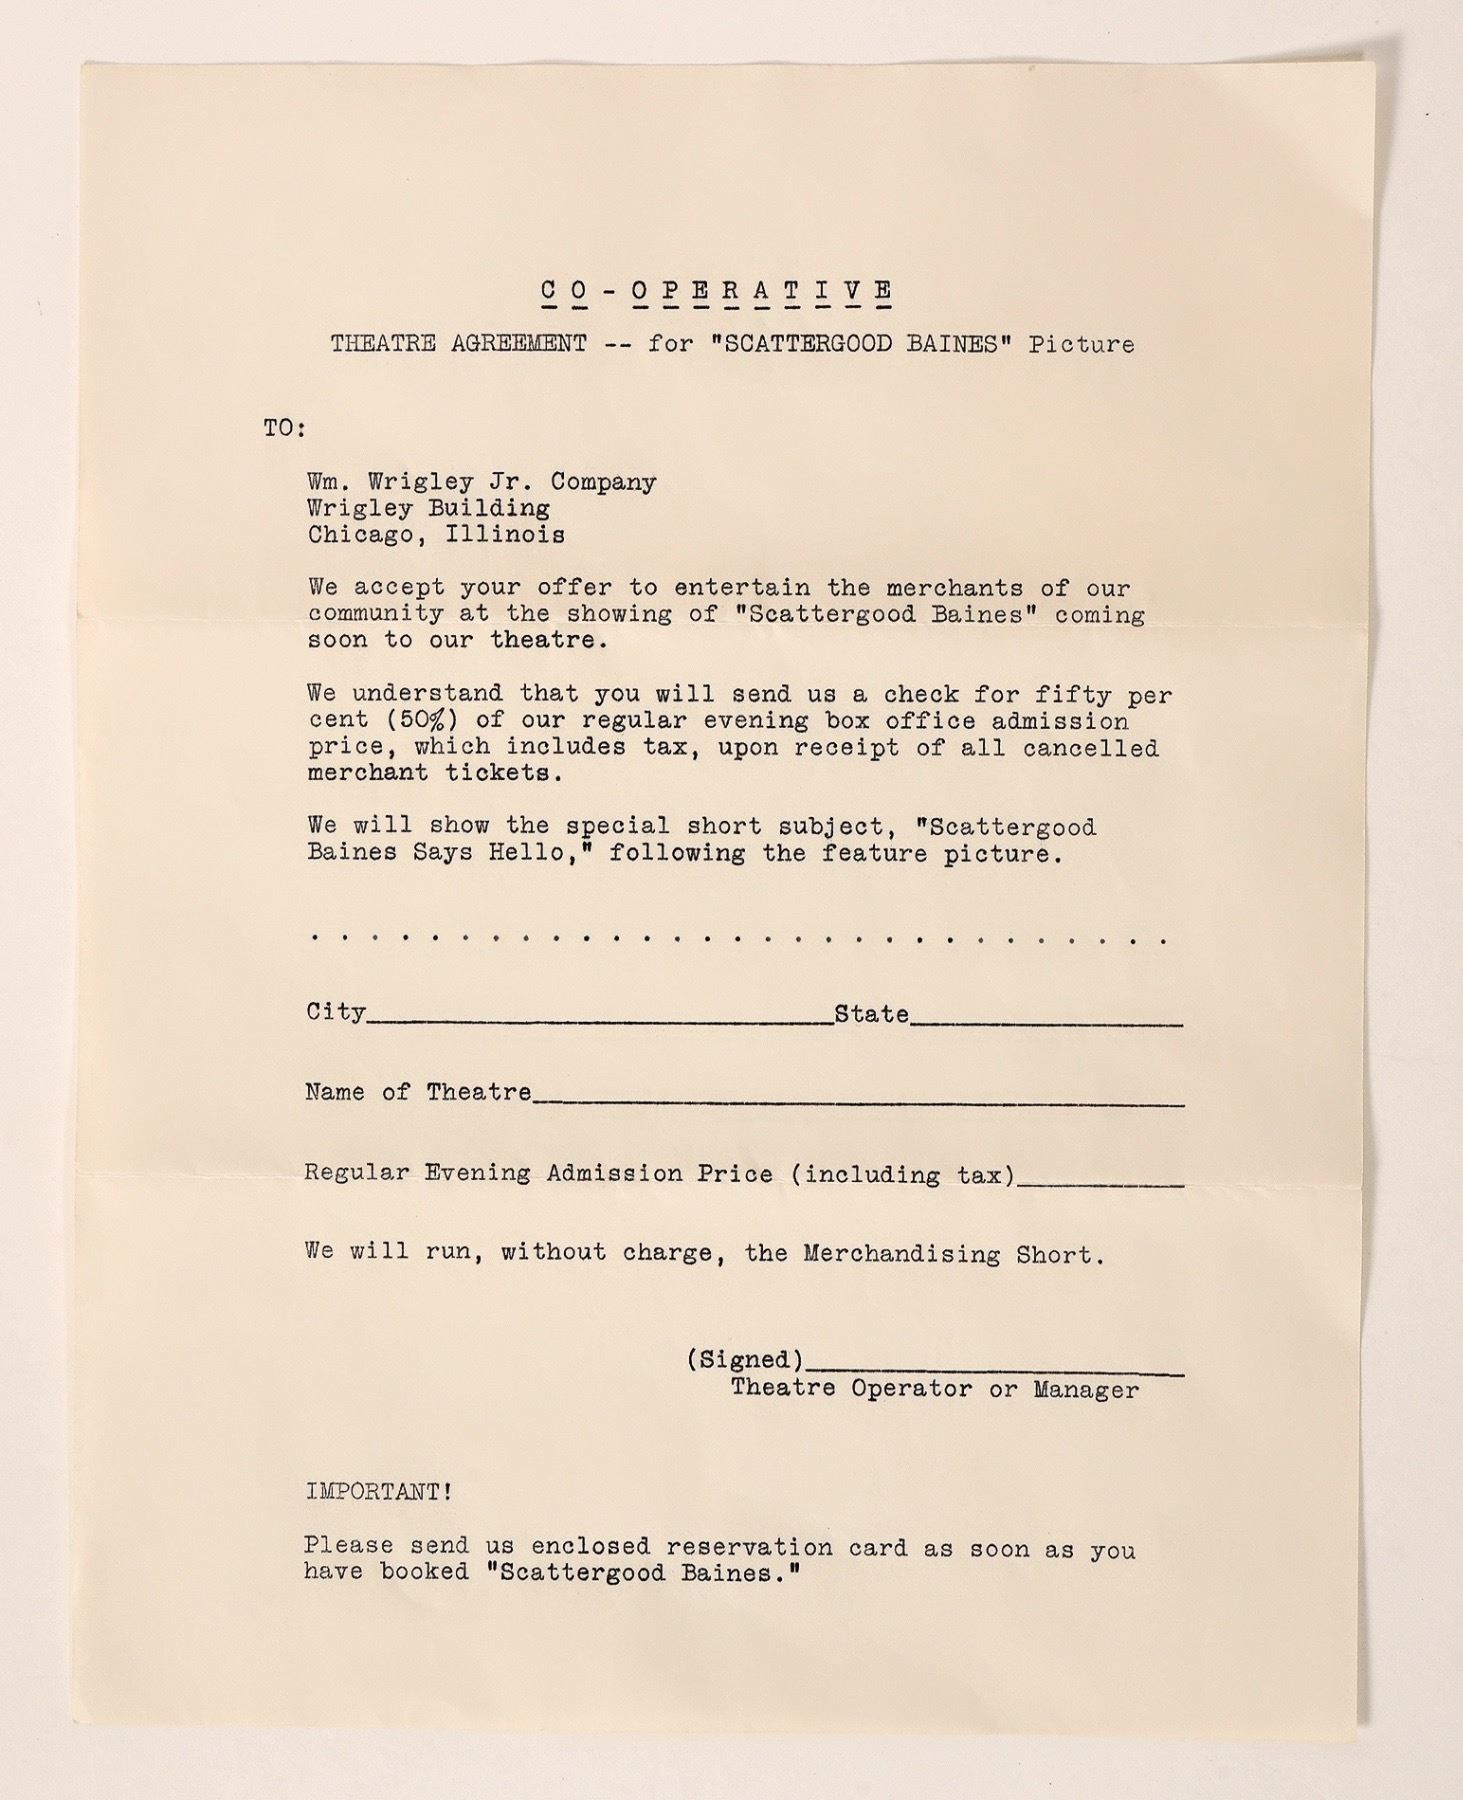 CO-OPERATIVE
THEATRE AGREEMENT -- for "SCATTERGOOD BAINES" Picture
TO:
Wm. Wrigley Jr. Company
Wrigley Building
Chicago, Illinois
We accept your offer to entertain the merchants of our
community at the showing of "Scattergood Baines" coming
soon to our theatre.
We understand that you will send us a check for fifty per
cent (50%) of our regular evening box office admission
price, which includes tax, upon receipt of all cancelled
merchant tickets.
We will show the special short subject, "Scattergood
Baines Says Hello," following the feature picture.
. . . . . . . . . . . . . . . . . . . . . . . . . . . . .
City_______________________________State__________________
Name of Theatre___________________________________________
Regular Evening Admission Price (including tax)___________
We will run, without charge, the Merchandising Short.
(Signed)_________________________
Theatre Operator or Manager
IMPORTANT!
Please send us enclosed reservation card as soon as you
have booked "Scattergood Baines."